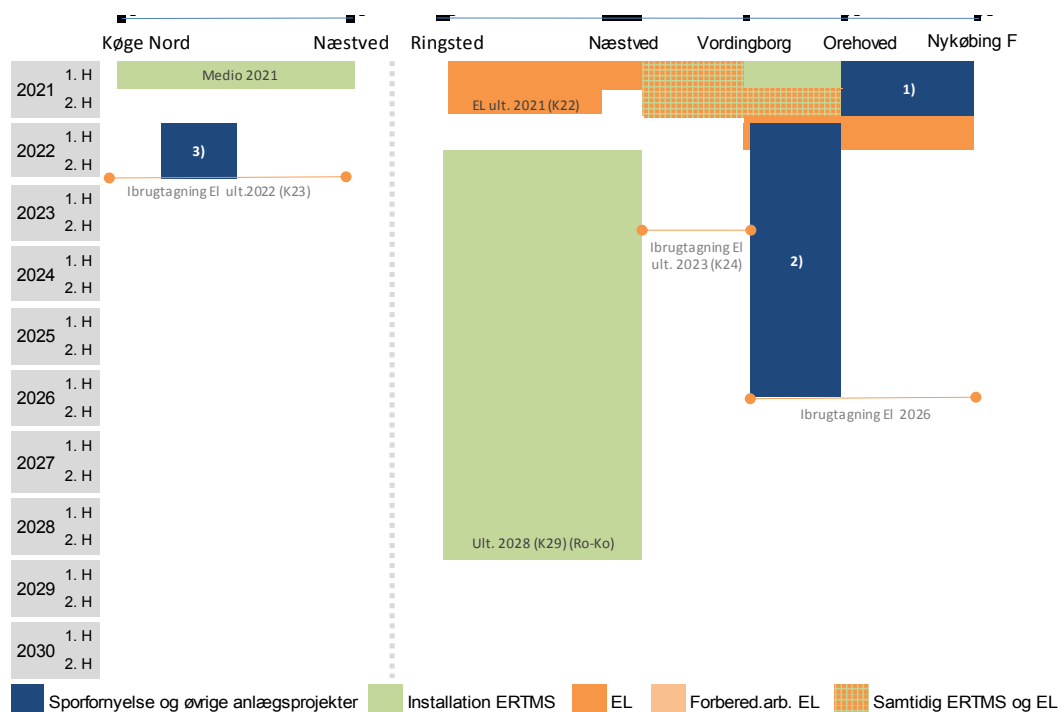 Køge Nord Næstved Ringsted Næstved Vordingborg Orehoved Nykøbing F
2021 1. H 2. H
Medio 2021
EL ult. 2021 (K22)
1)
2022 1. H 2. H
3)
Ibrugtagning El ult.2022 (K23)
2023 1. H 2. H
Ibrugtagning El
ult. 2023 (K24)
2)
2024 1. H 2. H
2025 1. H 2. H
2026 1. H 2. H
Ibrugtagning El 2026
2027 1. H 2. H
2028 1. H 2. H
Ult. 2028 (K29) (Ro-Ko)
2029 1. H 2. H
2030 1. H 2. H
Sporfornyelse og øvrige anlægsprojekter Installation ERTMS EL Forbered.arb. EL Samtidig ERTMS og EL